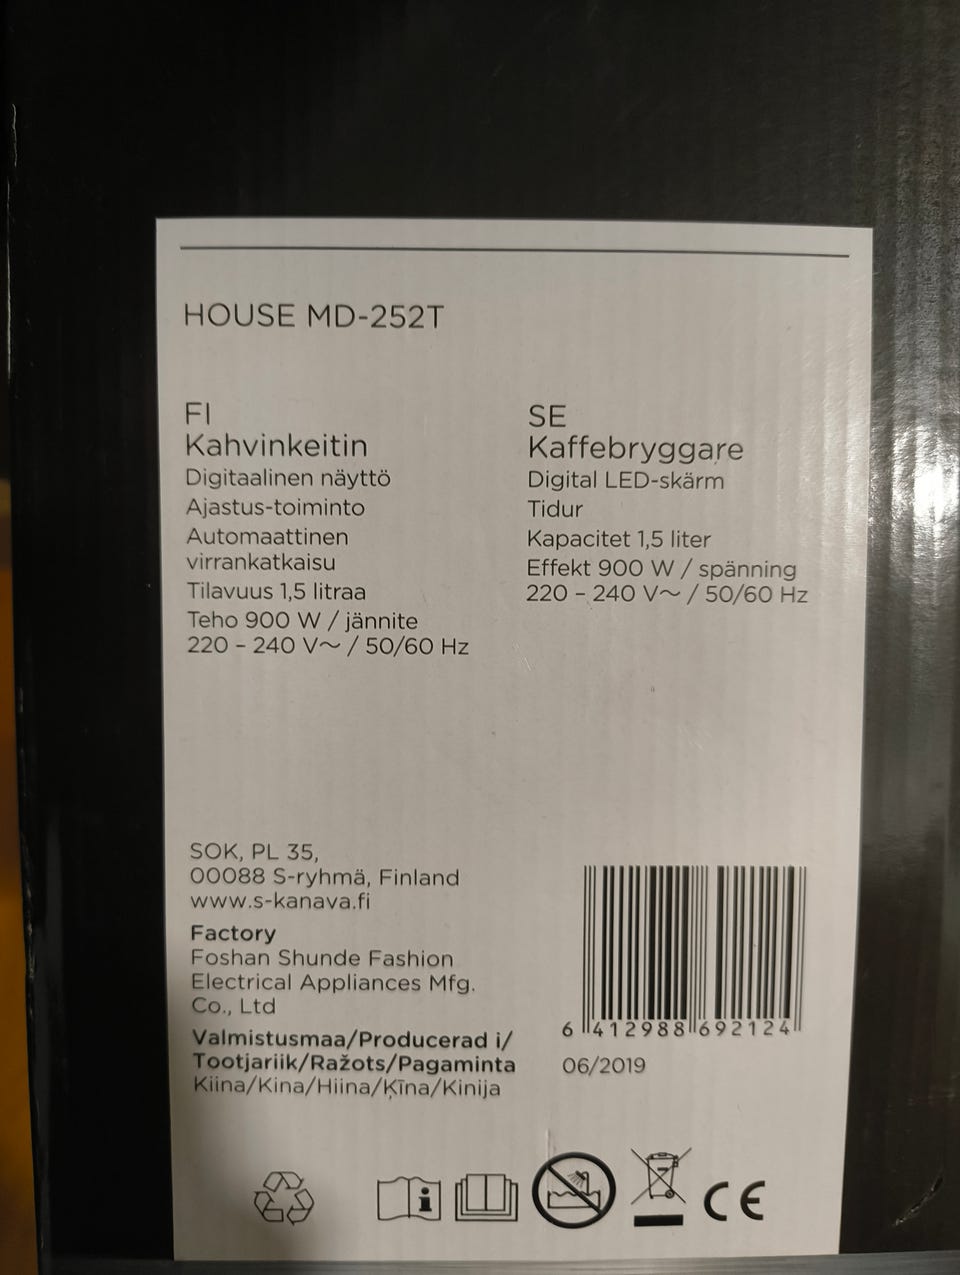 HOUSE MD-252T
FI
Kahvinkeitin
Digitaalinen näyttö
Ajastus-toiminto
Automaattinen
virrankatkaisu
Tilavuus 1,5 litraa
Teho 900 W / jännite
220 – 240 V~ / 50/60 Hz
SE
Kaffebryggare
Digital LED-skärm
Tidur
Kapacitet 1,5 liter
Effekt 900 W / spänning
220 – 240 V~ / 50/60 Hz
SOK, PL 35,
00088 S-ryhmä, Finland
www.s-kanava.fi
Factory
Foshan Shunde Fashion
Electrical Appliances Mfg.
Co., Ltd
Valmistusmaa/Producerad i/
Tootjariik/Ražots/Pagaminta
Kiina/Kina/Hiina/Ķīna/Kinija
6 412988 692124
06/2019
i
CE